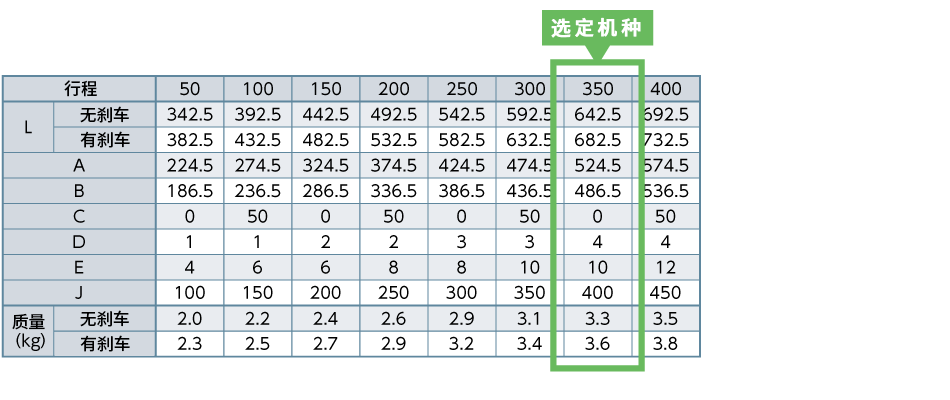 选定机种
行程 50 100 150 200 250 300 350 400
L 无刹车 342.5 392.5 442.5 492.5 542.5 592.5 642.5 692.5
有刹车 382.5 432.5 482.5 532.5 582.5 632.5 682.5 732.5
A 224.5 274.5 324.5 374.5 424.5 474.5 524.5 574.5
B 186.5 236.5 286.5 336.5 386.5 436.5 486.5 536.5
C 0 50 0 50 0 50 0 50
D 1 1 2 2 3 3 4 4
E 4 6 6 8 8 10 10 12
J 100 150 200 250 300 350 400 450
质量 (kg) 无刹车 2.0 2.2 2.4 2.6 2.9 3.1 3.3 3.5
有刹车 2.3 2.5 2.7 2.9 3.2 3.4 3.6 3.8